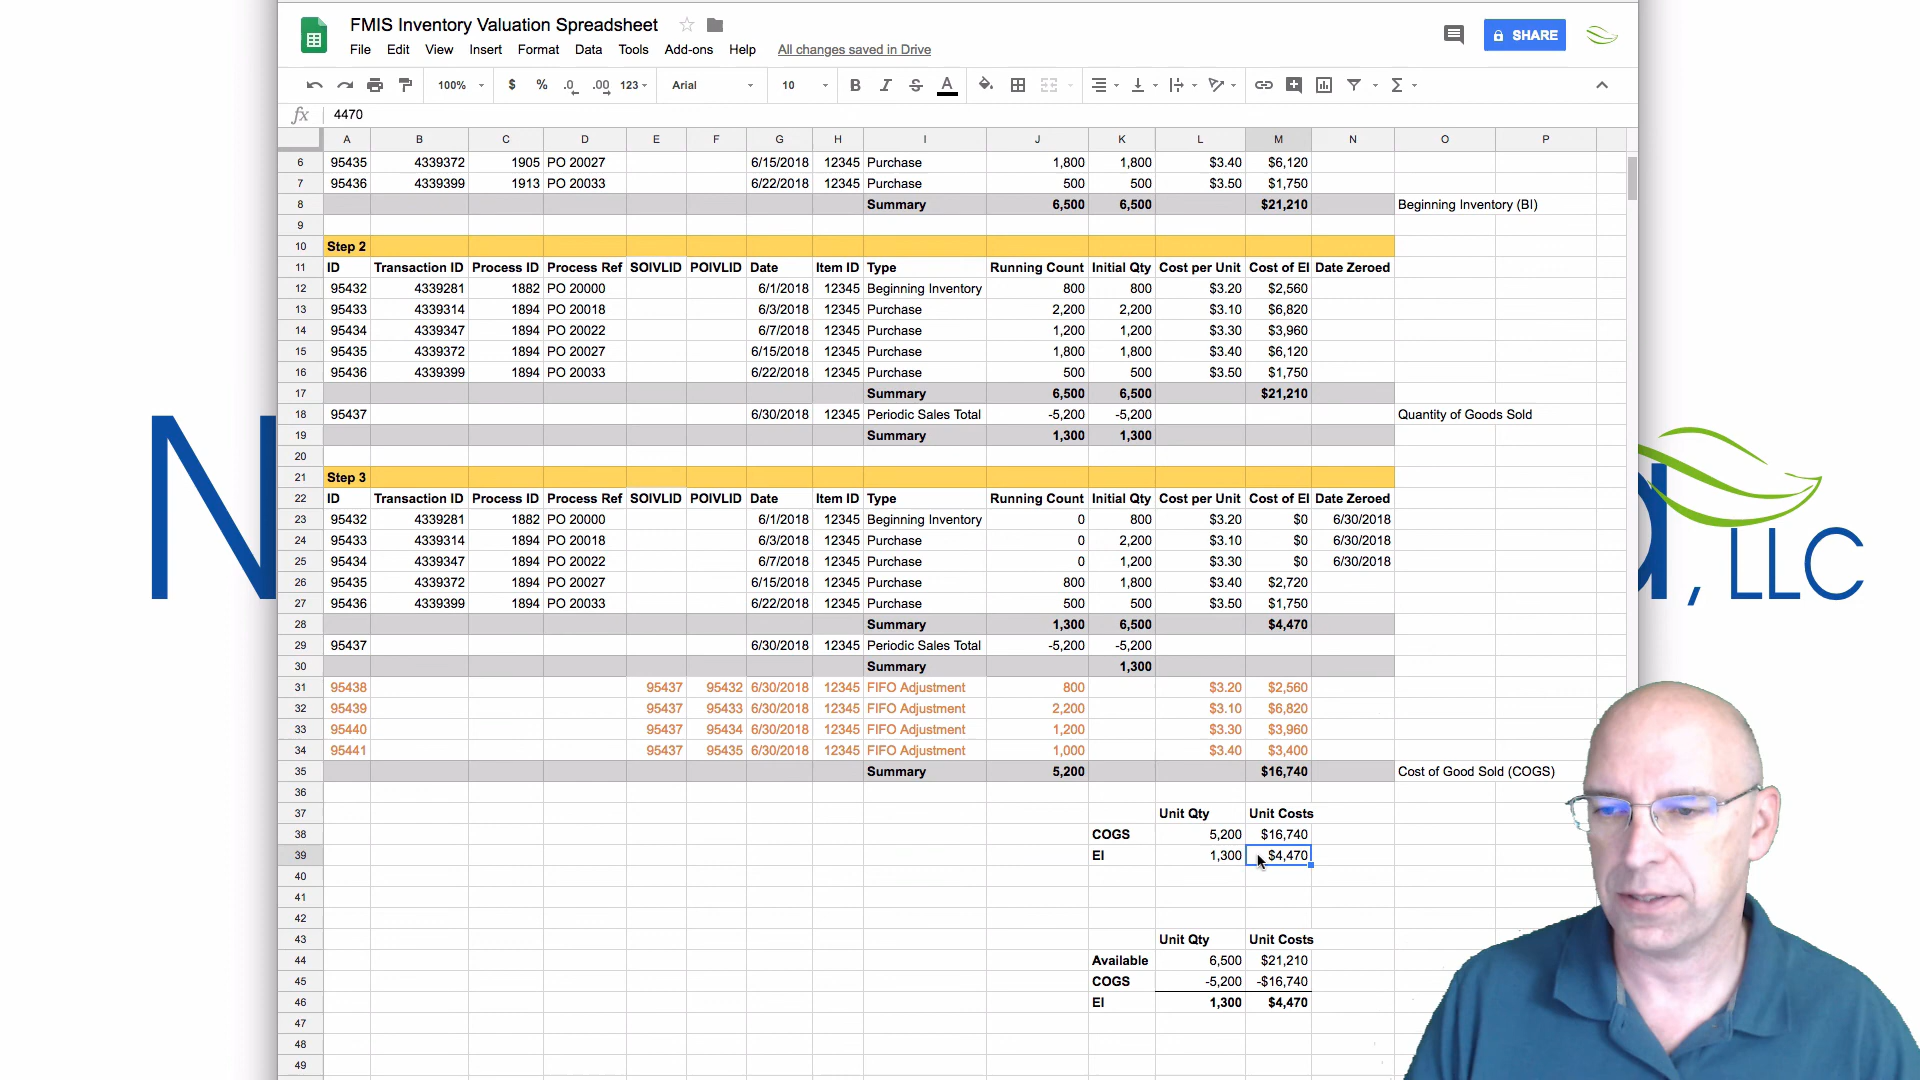 FMIS Inventory Valuation Spreadsheet
File Edit View Insert Format Data Tools Add-ons Help All changes saved in Drive
SHARE
100% $ % .0 .00 123 Arial 10 B I S A Σ
fx 4470
A B C D E F G H I J K L M N O P
6 95435 4339372 1905 PO 20027 6/15/2018 12345 Purchase 1,800 1,800 $3.40 $6,120
7 95436 4339399 1913 PO 20033 6/22/2018 12345 Purchase 500 500 $3.50 $1,750
8 Summary 6,500 6,500 $21,210 Beginning Inventory (BI)
9
10 Step 2
11 ID Transaction ID Process ID Process Ref SOIVLID POIVLID Date Item ID Type Running Count Initial Qty Cost per Unit Cost of EI Date Zeroed
12 95432 4339281 1882 PO 20000 6/1/2018 12345 Beginning Inventory 800 800 $3.20 $2,560
13 95433 4339314 1894 PO 20018 6/3/2018 12345 Purchase 2,200 2,200 $3.10 $6,820
14 95434 4339347 1894 PO 20022 6/7/2018 12345 Purchase 1,200 1,200 $3.30 $3,960
15 95435 4339372 1894 PO 20027 6/15/2018 12345 Purchase 1,800 1,800 $3.40 $6,120
16 95436 4339399 1894 PO 20033 6/22/2018 12345 Purchase 500 500 $3.50 $1,750
17 Summary 6,500 6,500 $21,210
18 95437 6/30/2018 12345 Periodic Sales Total -5,200 -5,200 Quantity of Goods Sold
19 Summary 1,300 1,300
20
21 Step 3
22 ID Transaction ID Process ID Process Ref SOIVLID POIVLID Date Item ID Type Running Count Initial Qty Cost per Unit Cost of EI Date Zeroed
23 95432 4339281 1882 PO 20000 6/1/2018 12345 Beginning Inventory 0 800 $3.20 $0 6/30/2018
24 95433 4339314 1894 PO 20018 6/3/2018 12345 Purchase 0 2,200 $3.10 $0 6/30/2018
25 95434 4339347 1894 PO 20022 6/7/2018 12345 Purchase 0 1,200 $3.30 $0 6/30/2018
26 95435 4339372 1894 PO 20027 6/15/2018 12345 Purchase 800 1,800 $3.40 $2,720
27 95436 4339399 1894 PO 20033 6/22/2018 12345 Purchase 500 500 $3.50 $1,750
28 Summary 1,300 6,500 $4,470
29 95437 6/30/2018 12345 Periodic Sales Total -5,200 -5,200
30 Summary 1,300
31 95438 95437 95432 6/30/2018 12345 FIFO Adjustment 800 $3.20 $2,560
32 95439 95437 95433 6/30/2018 12345 FIFO Adjustment 2,200 $3.10 $6,820
33 95440 95437 95434 6/30/2018 12345 FIFO Adjustment 1,200 $3.30 $3,960
34 95441 95437 95435 6/30/2018 12345 FIFO Adjustment 1,000 $3.40 $3,400
35 Summary 5,200 $16,740 Cost of Good Sold (COGS)
36
37 Unit Qty Unit Costs
38 COGS 5,200 $16,740
39 EI 1,300 $4,470
40
41
42
43 Unit Qty Unit Costs
44 Available 6,500 $21,210
45 COGS -5,200 -$16,740
46 EI 1,300 $4,470
47
48
49
, LLC